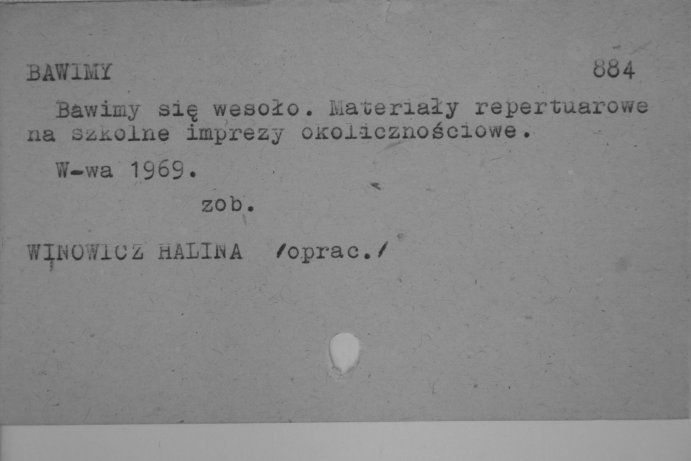 BAWIMY 884
Bawimy się wesoło. Materiały repertuarowe
na szkolne imprezy okolicznościowe.
W-wa 1969.
zob.
WINOWICZ HALINA /oprac./